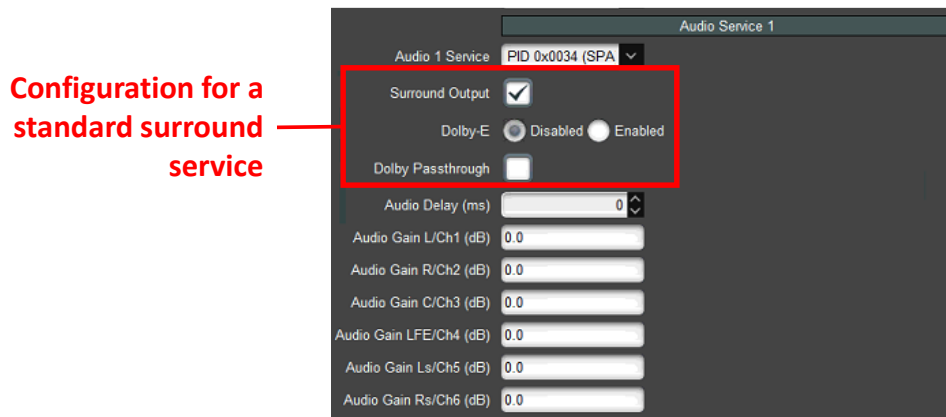 Audio Service 1
Audio 1 Service PID 0x0034 (SPA
Configuration for a
standard surround
service
Surround Output
Dolby-E Disabled Enabled
Dolby Passthrough
Audio Delay (ms) 0
Audio Gain L/Ch1 (dB) 0.0
Audio Gain R/Ch2 (dB) 0.0
Audio Gain C/Ch3 (dB) 0.0
Audio Gain LFE/Ch4 (dB) 0.0
Audio Gain Ls/Ch5 (dB) 0.0
Audio Gain Rs/Ch6 (dB) 0.0